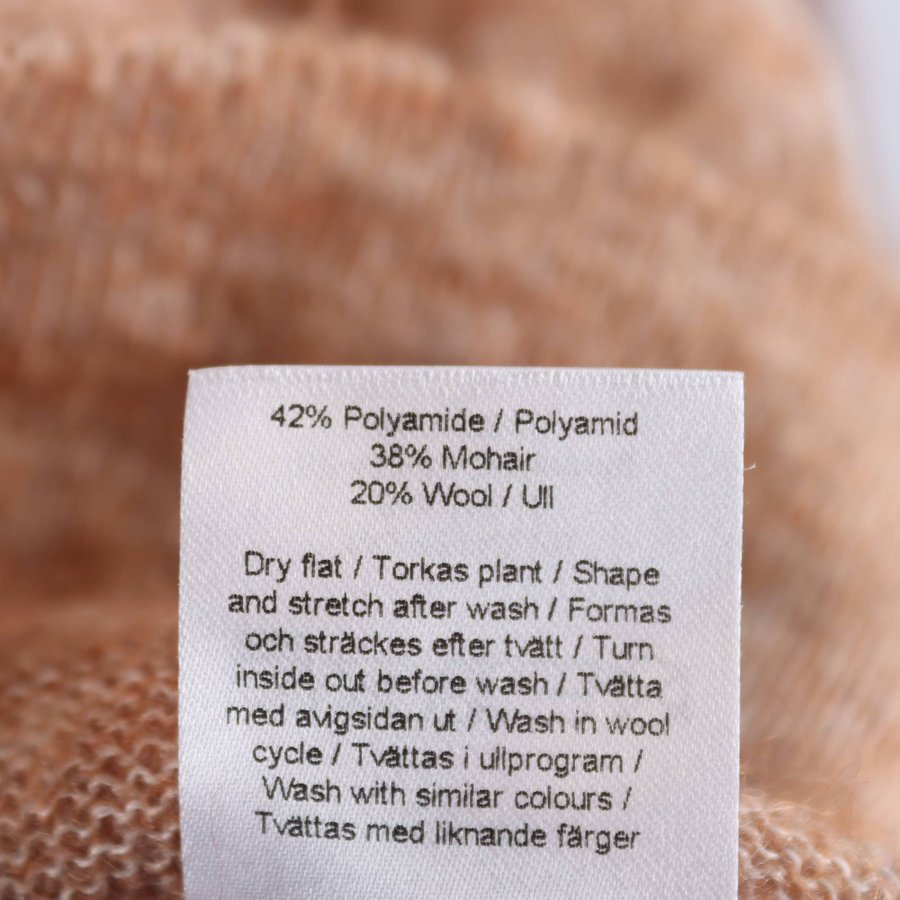 42% Polyamide / Polyamid
38% Mohair
20% Wool / Ull
Dry flat / Torkas plant / Shape
and stretch after wash / Formas
och sträckes efter tvätt / Turn
inside out before wash / Tvätta
med avigsidan ut / Wash in wool
cycle / Tvättas i ullprogram /
Wash with similar colours /
Tvättas med liknande färger